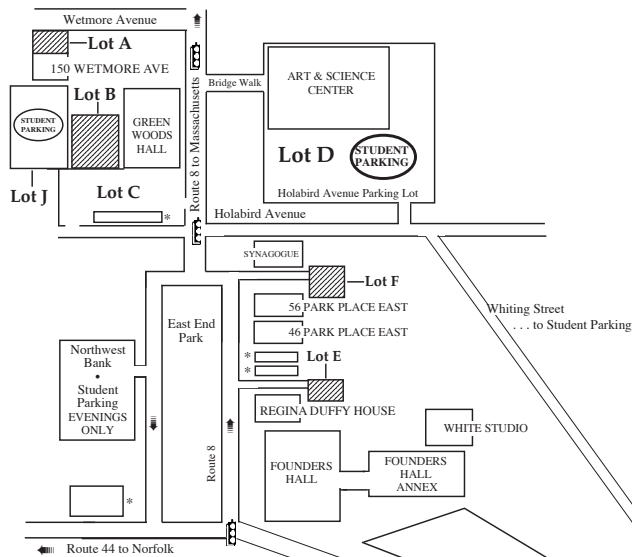 Wetmore Avenue
Lot A
150 WETMORE AVE
Lot B
STUDENT
PARKING
GREEN
WOODS
HALL
Lot J
Lot C
*
Route 8 to Massachusetts
Bridge Walk
ART & SCIENCE
CENTER
Lot D
STUDENT
PARKING
Holabird Avenue Parking Lot
Holabird Avenue
SYNAGOGUE
Lot F
56 PARK PLACE EAST
46 PARK PLACE EAST
Whiting Street
. . . to Student Parking
East End
Park
Northwest
Bank
•
Student
Parking
EVENINGS
ONLY
*
*
Lot E
REGINA DUFFY HOUSE
WHITE STUDIO
Route 8
FOUNDERS
HALL
FOUNDERS
HALL
ANNEX
*
Route 44 to Norfolk